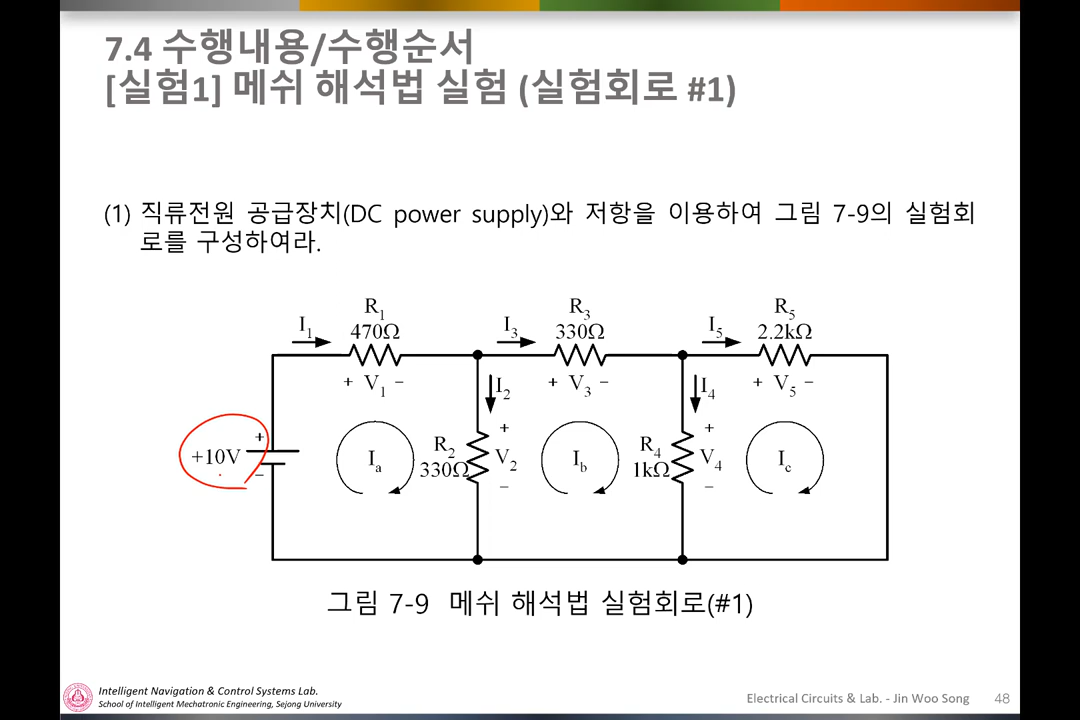 7.4 수행내용/수행순서
[실험1] 메쉬 해석법 실험 (실험회로 #1)
(1) 직류전원 공급장치(DC power supply)와 저항을 이용하여 그림 7-9의 실험회
로를 구성하여라.
R1 R3 R5
I1 470Ω I3 330Ω I5 2.2kΩ
+ V1 − I2 + V3 − I4 + V5 −
+ + +
+10V Ia R2 V2 Ib R4 V4 Ic
330Ω 1kΩ
− − −
그림 7-9 메쉬 해석법 실험회로(#1)
Intelligent Navigation & Control Systems Lab.
School of Intelligent Mechatronic Engineering, Sejong University
Electrical Circuits & Lab. - Jin Woo Song 48